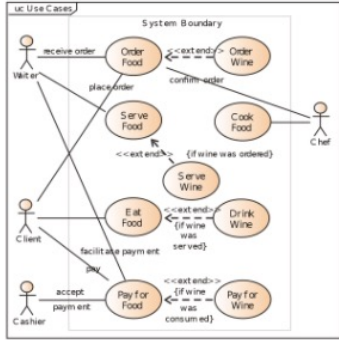 uc Use Cases
System Boundary
receive order
Order
Food
<<extend>>
Order
Wine
Waiter
confirm order
place order
Serve
Food
Cook
Food
Chef
<<extend>>
{if wine was ordered}
Serve
Wine
Client
Eat
Food
<<extend>>
{if wine
was
served}
Drink
Wine
facilitate payment
pay
accept
payment
Cashier
Pay for
Food
<<extend>>
{if wine
was
consumed}
Pay for
Wine